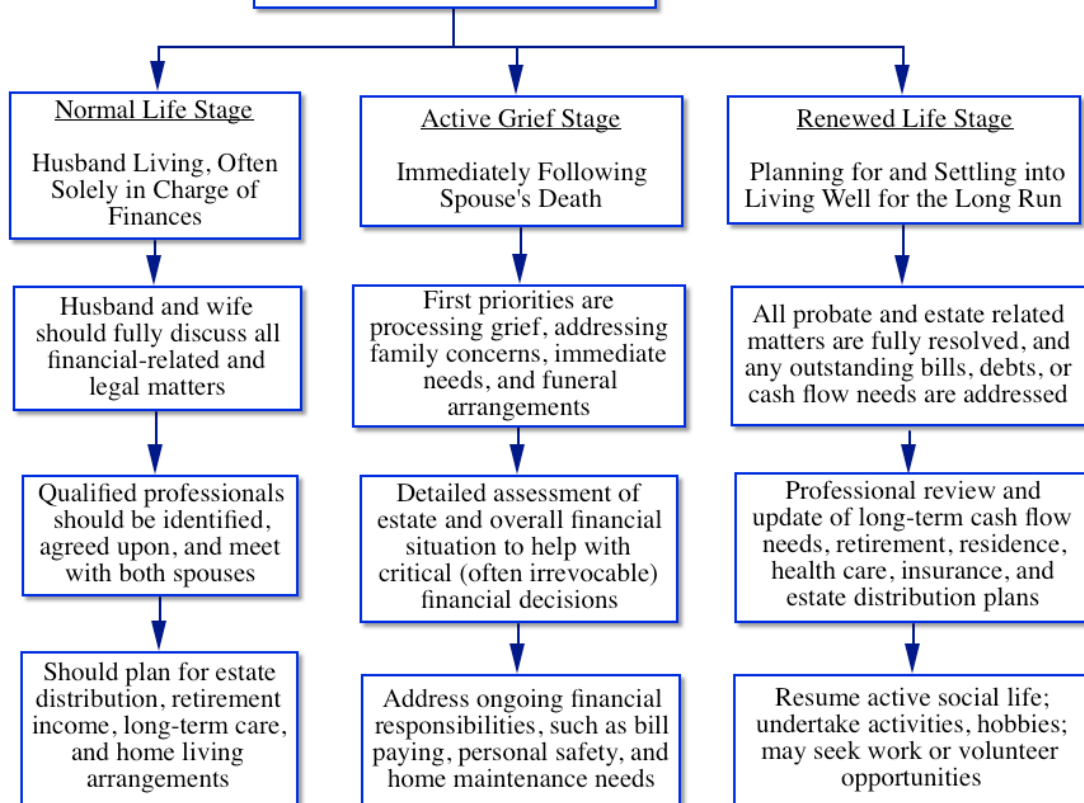 Normal Life Stage
Husband Living, Often
Solely in Charge of
Finances
Husband and wife
should fully discuss all
financial-related and
legal matters
Qualified professionals
should be identified,
agreed upon, and meet
with both spouses
Should plan for estate
distribution, retirement
income, long-term care,
and home living
arrangements
Active Grief Stage
Immediately Following
Spouse's Death
First priorities are
processing grief, addressing
family concerns, immediate
needs, and funeral
arrangements
Detailed assessment of
estate and overall financial
situation to help with
critical (often irrevocable)
financial decisions
Address ongoing financial
responsibilities, such as bill
paying, personal safety, and
home maintenance needs
Renewed Life Stage
Planning for and Settling into
Living Well for the Long Run
All probate and estate related
matters are fully resolved, and
any outstanding bills, debts, or
cash flow needs are addressed
Professional review and
update of long-term cash flow
needs, retirement, residence,
health care, insurance, and
estate distribution plans
Resume active social life;
undertake activities, hobbies;
may seek work or volunteer
opportunities